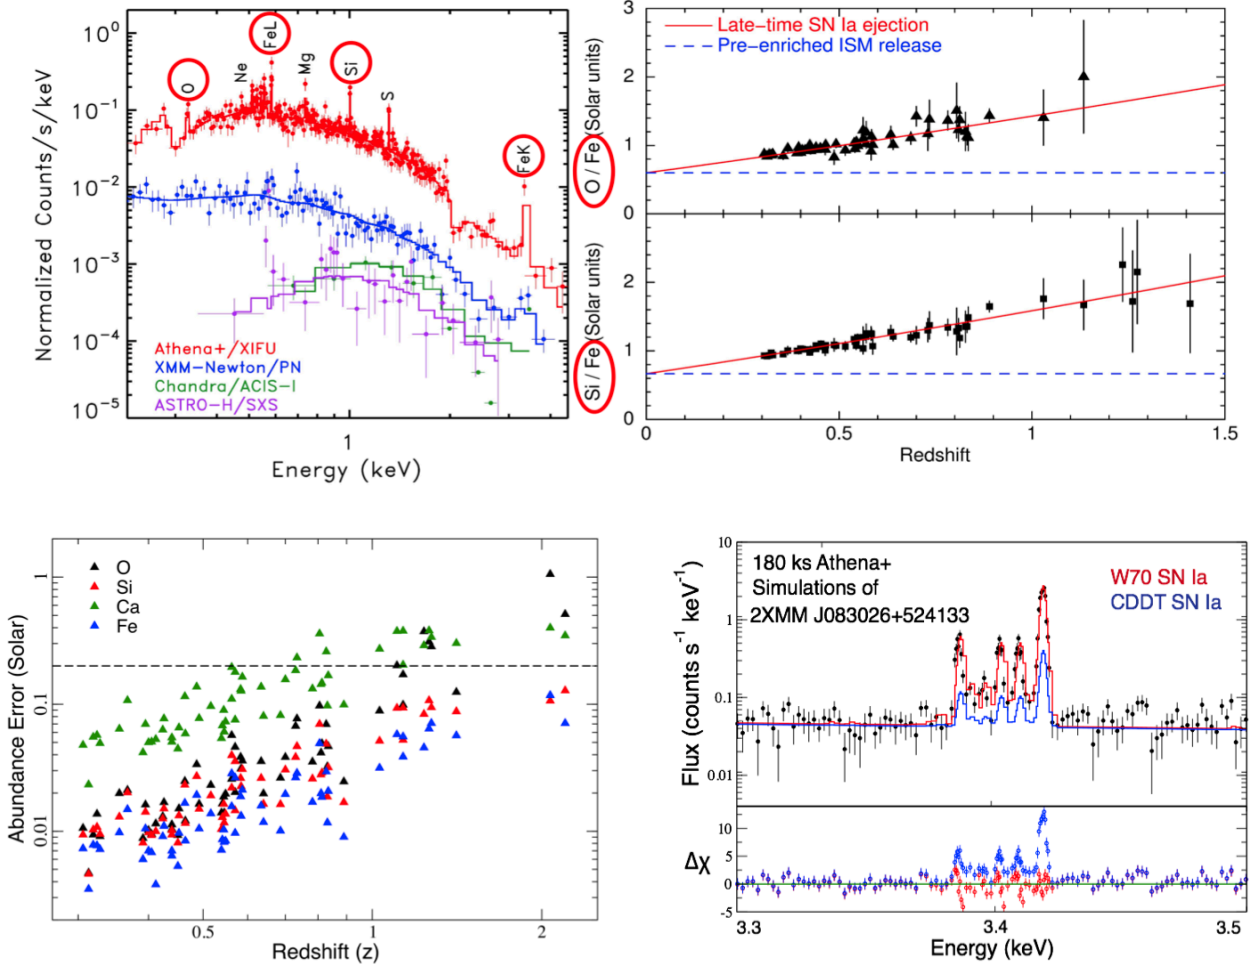 10⁰
10⁻¹
10⁻²
10⁻³
10⁻⁴
10⁻⁵
Normalized Counts/s/keV
O
Ne
FeL
Mg
Si
S
FeK
Athena+/XIFU
XMM-Newton/PN
Chandra/ACIS-I
ASTRO-H/SXS
1
Energy (keV)
Late-time SN Ia ejection
Pre-enriched ISM release
3
2
1
0
O / Fe (Solar units)
2
1
0
Si / Fe (Solar units)
0
0.5
1
1.5
Redshift
O
Si
Ca
Fe
1
0.1
0.01
Abundance Error (Solar)
0.5
1
2
Redshift (z)
180 ks Athena+
Simulations of
2XMM J083026+524133
W70 SN Ia
CDDT SN Ia
10
1
0.1
0.01
Flux (counts s⁻¹ keV⁻¹)
10
5
0
-5
Δχ
3.3
3.4
3.5
Energy (keV)